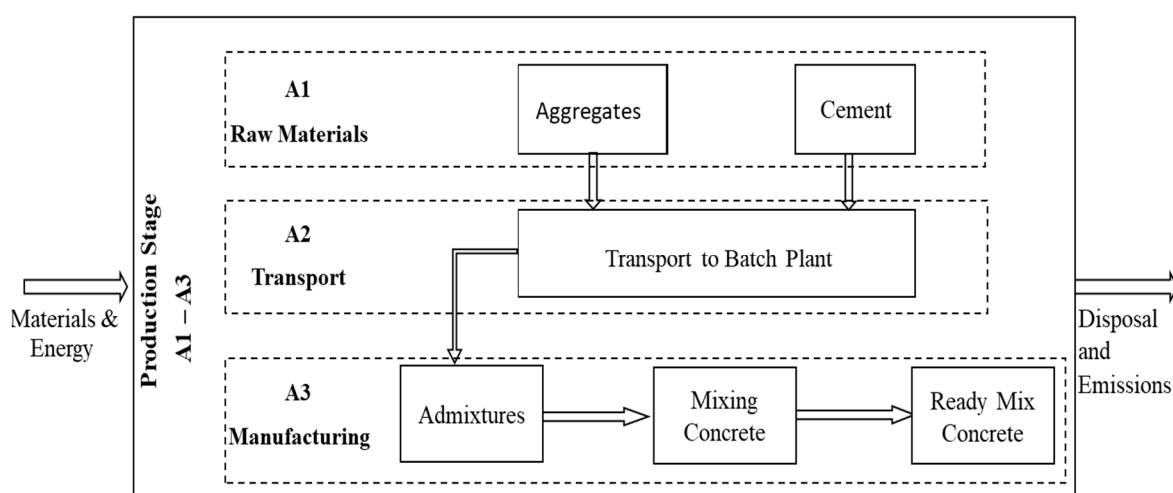 A1
Raw Materials
Aggregates
Cement
A2
Transport
Transport to Batch Plant
Production Stage
A1 – A3
Materials &
Energy
Disposal
and
Emissions
A3
Manufacturing
Admixtures
Mixing
Concrete
Ready Mix
Concrete